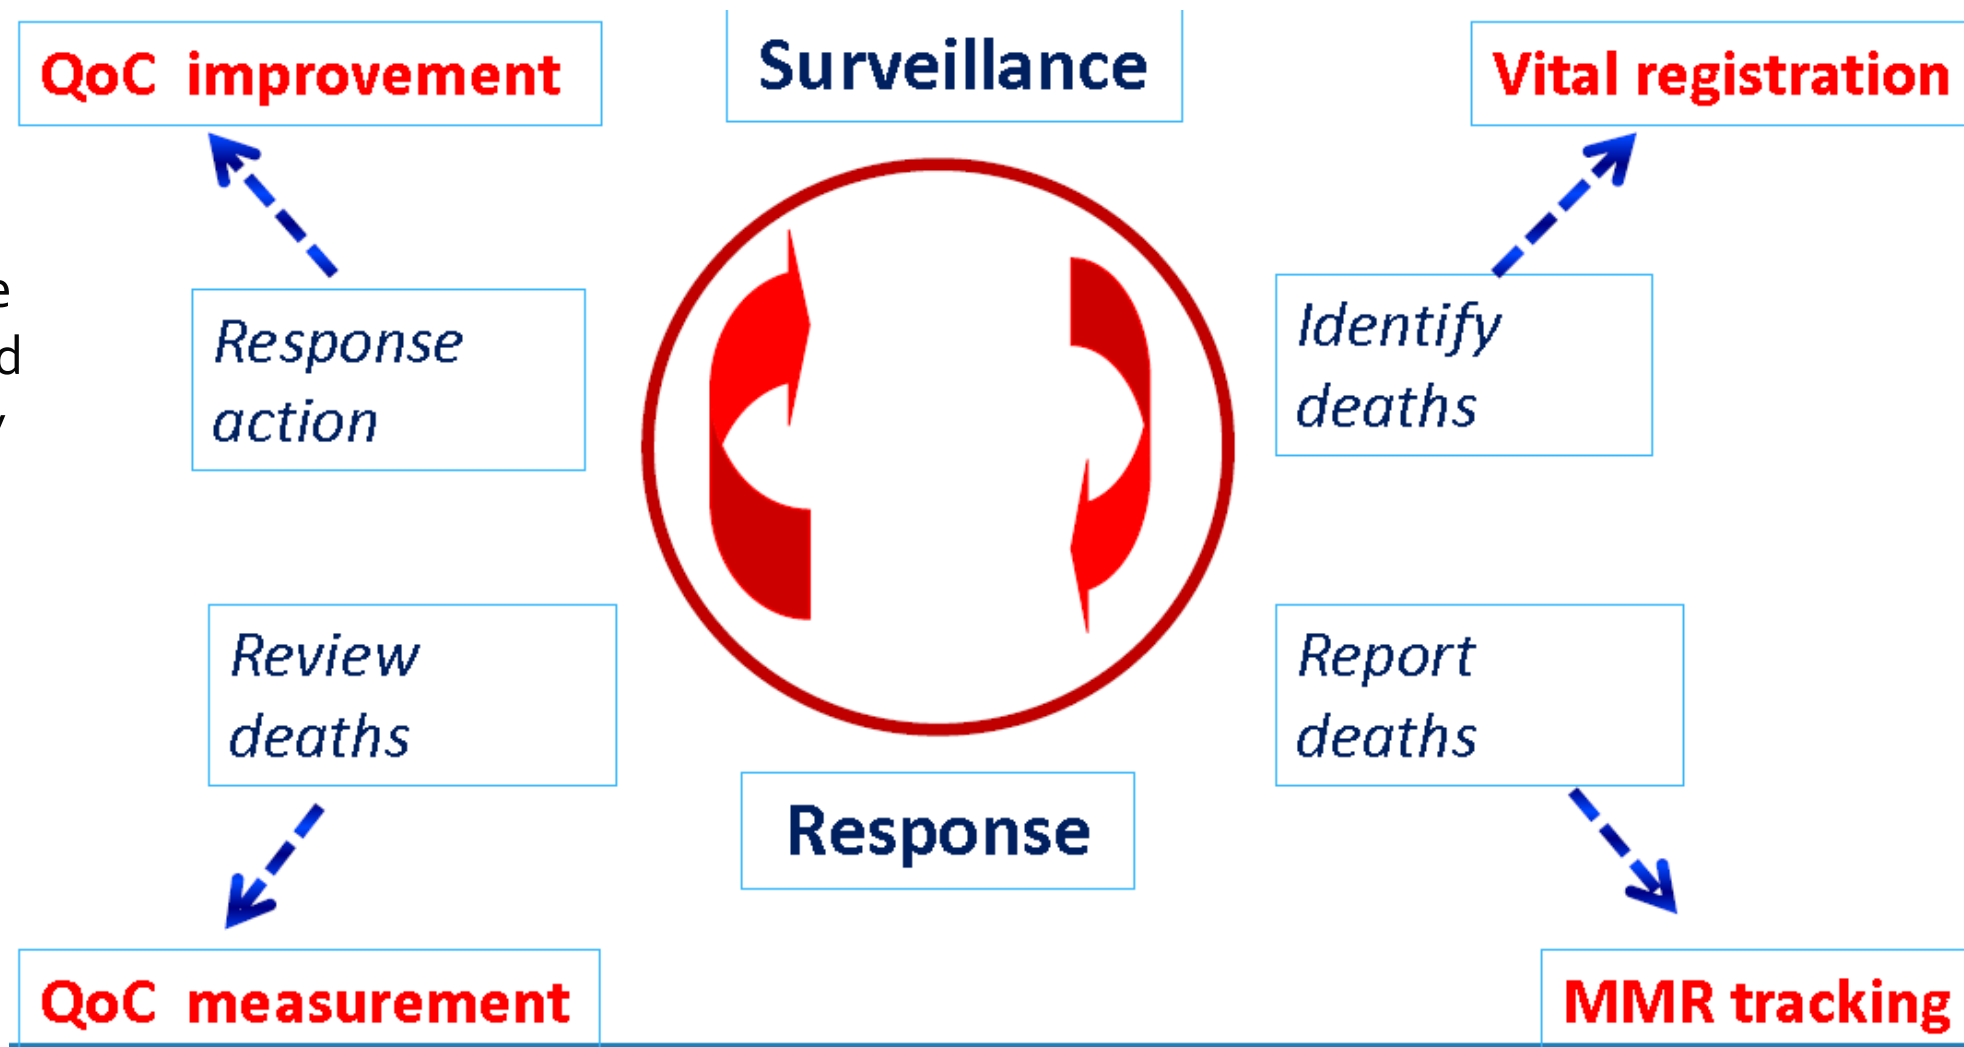 QoC improvement
Surveillance
Vital registration
e
d
y
Response
action
Identify
deaths
Review
deaths
Report
deaths
Response
QoC measurement
MMR tracking